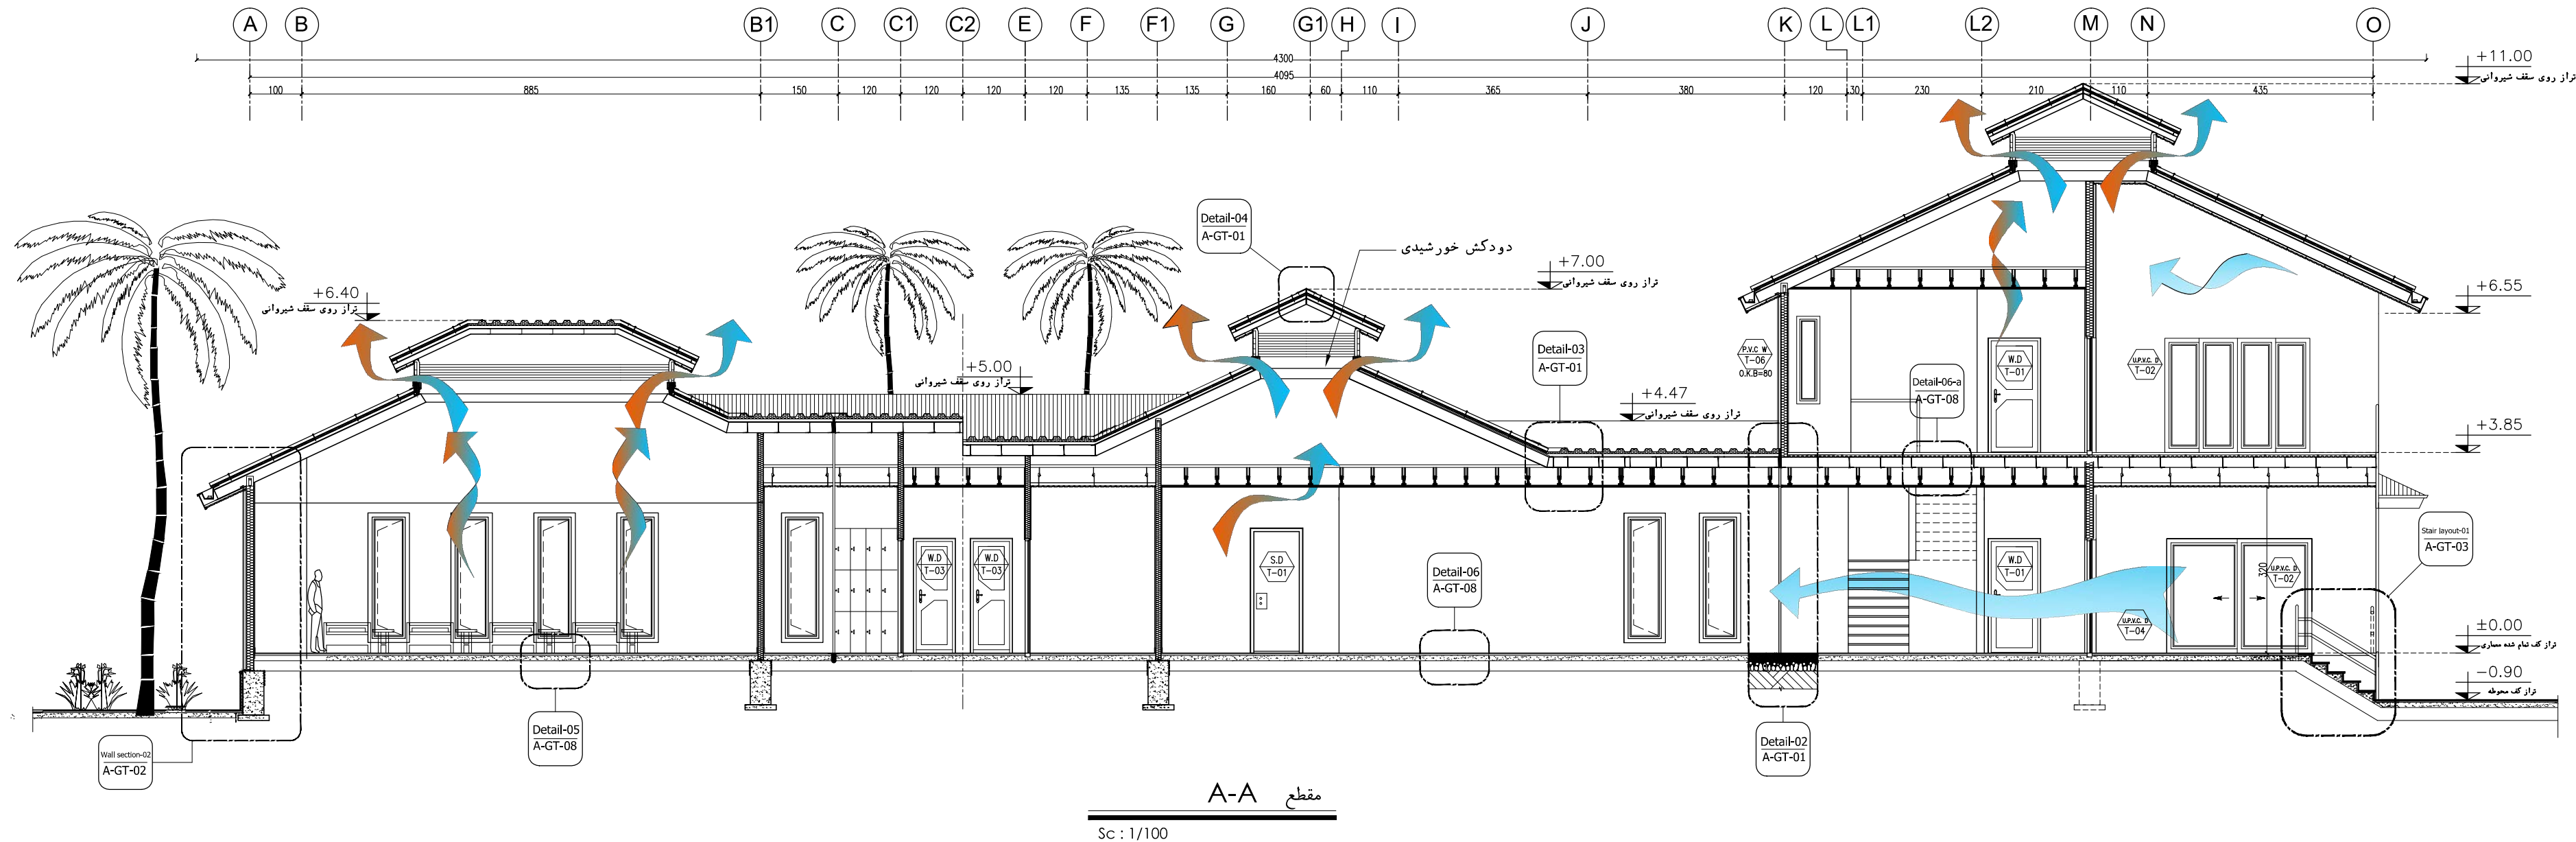 A B B1 C C1 C2 E F F1 G G1 H I J K L L1 L2 M N O
4300
4095
100 885 150 120 120 120 120 135 135 160 60 110 365 380 120 30 230 210 110 435
+11.00
تراز روی سقف شیروانی
Detail-04
A-GT-01
دودکش خورشیدی
+7.00
تراز روی سقف شیروانی
+6.40
تراز روی سقف شیروانی
+6.55
Detail-03
A-GT-01
P.V.C W
T-06
O.K.B=80
W.D
T-01
U.P.V.C. D
T-02
+5.00
تراز روی سقف شیروانی
Detail-06-a
A-GT-08
+4.47
تراز روی سقف شیروانی
+3.85
Stair layout-01
A-GT-03
W.D
T-03
W.D
T-03
S.D
T-01
Detail-06
A-GT-08
W.D
T-01
320
U.P.V.C. D
T-02
U.P.V.C. D
T-04
±0.00
تراز کف تمام شده معماری
-0.90
تراز کف محوطه
Wall section-02
A-GT-02
Detail-05
A-GT-08
Detail-02
A-GT-01
مقطع A-A
Sc : 1/100